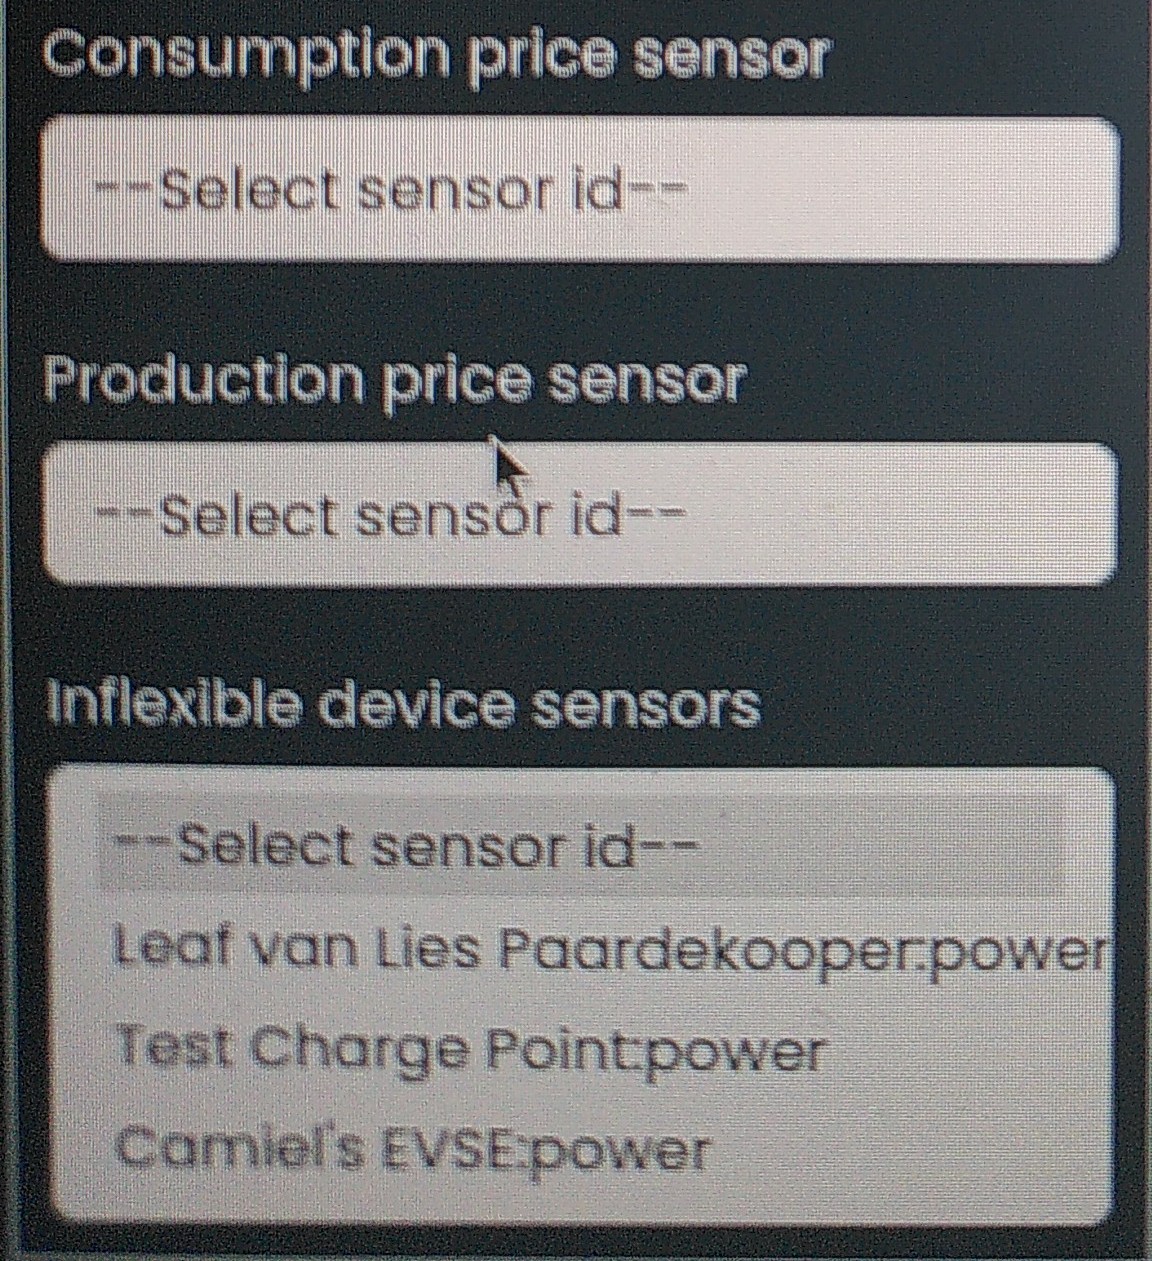 Consumption price sensor
--Select sensor id--
Production price sensor
--Select sensor id--
Inflexible device sensors
--Select sensor id--
Leaf van Lies Paardekooper:power
Test Charge Point:power
Camiel's EVSE:power